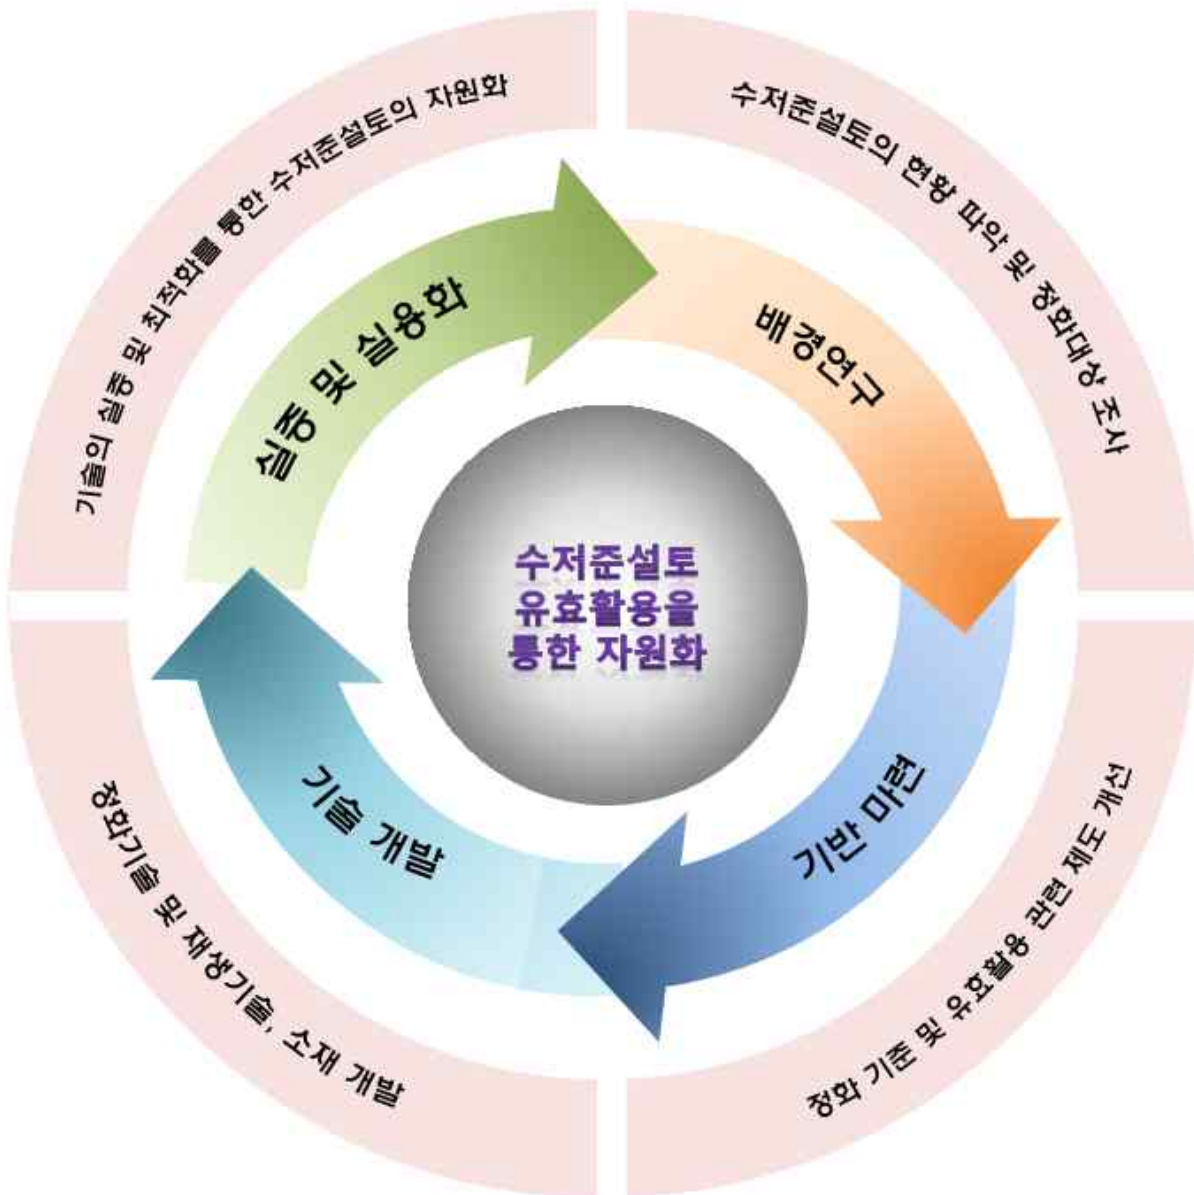 수저준설토의 현황 파악 및 정화대상 조사
배경연구
정화 기준 및 유효활용 관련 제도 개선
기반 마련
정화기술 및 재생기술, 소재 개발
기술 개발
기술의 실증 및 최적화를 통한 수저준설토의 자원화
실증 및 실용화
수저준설토
유효활용을
통한 자원화